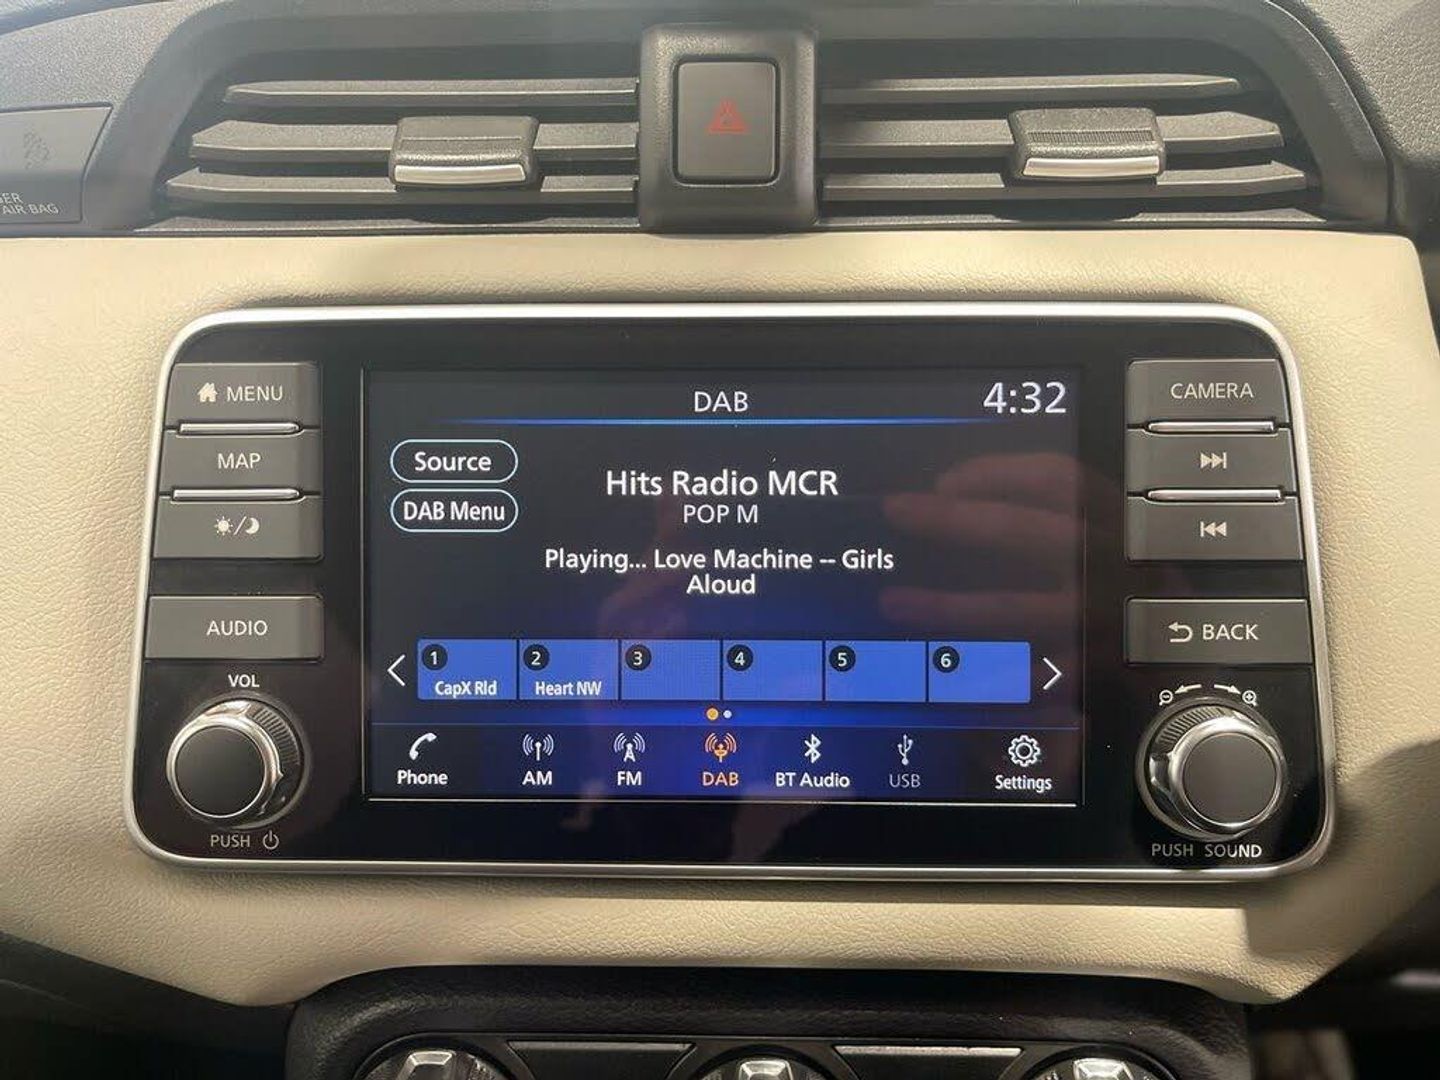 GER
AIR BAG
MENU
MAP
AUDIO
VOL
PUSH
DAB
4:32
Source
DAB Menu
Hits Radio MCR
POP M
Playing... Love Machine -- Girls
Aloud
1 2 3 4 5 6
CapX Rld Heart NW
Phone AM FM DAB BT Audio USB Settings
CAMERA
BACK
PUSH SOUND